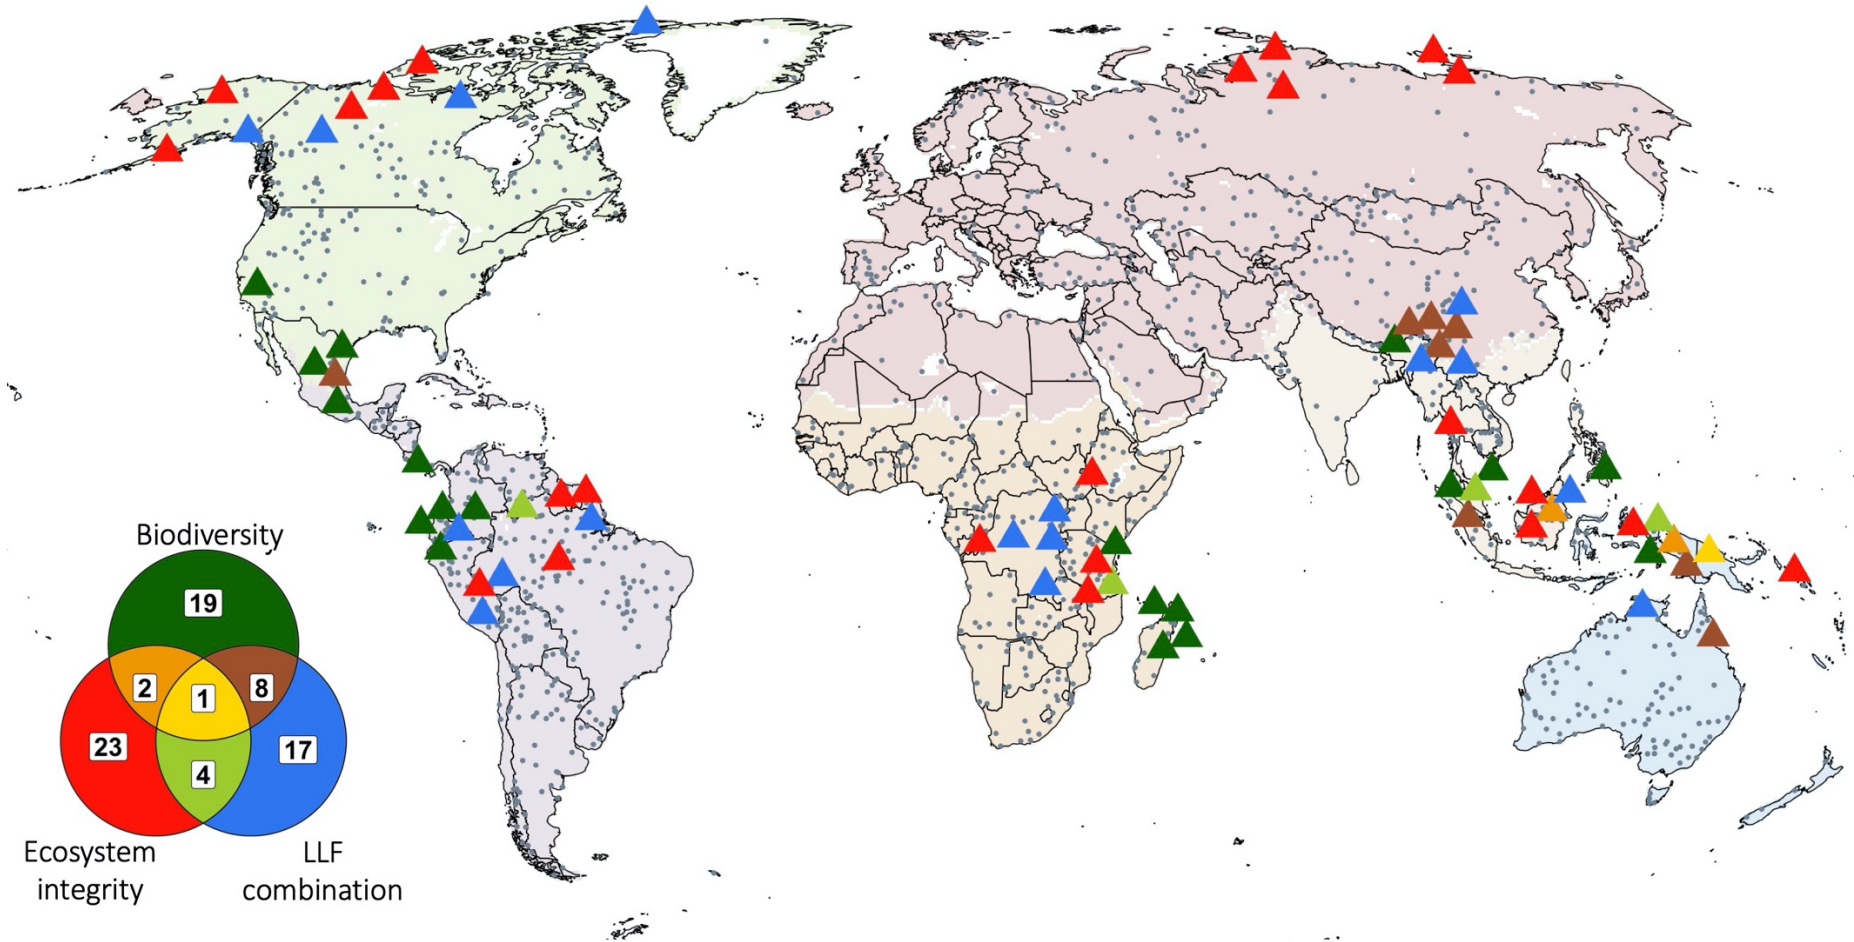 Biodiversity
19
2
1
8
23
17
4
Ecosystem
integrity
LLF
combination